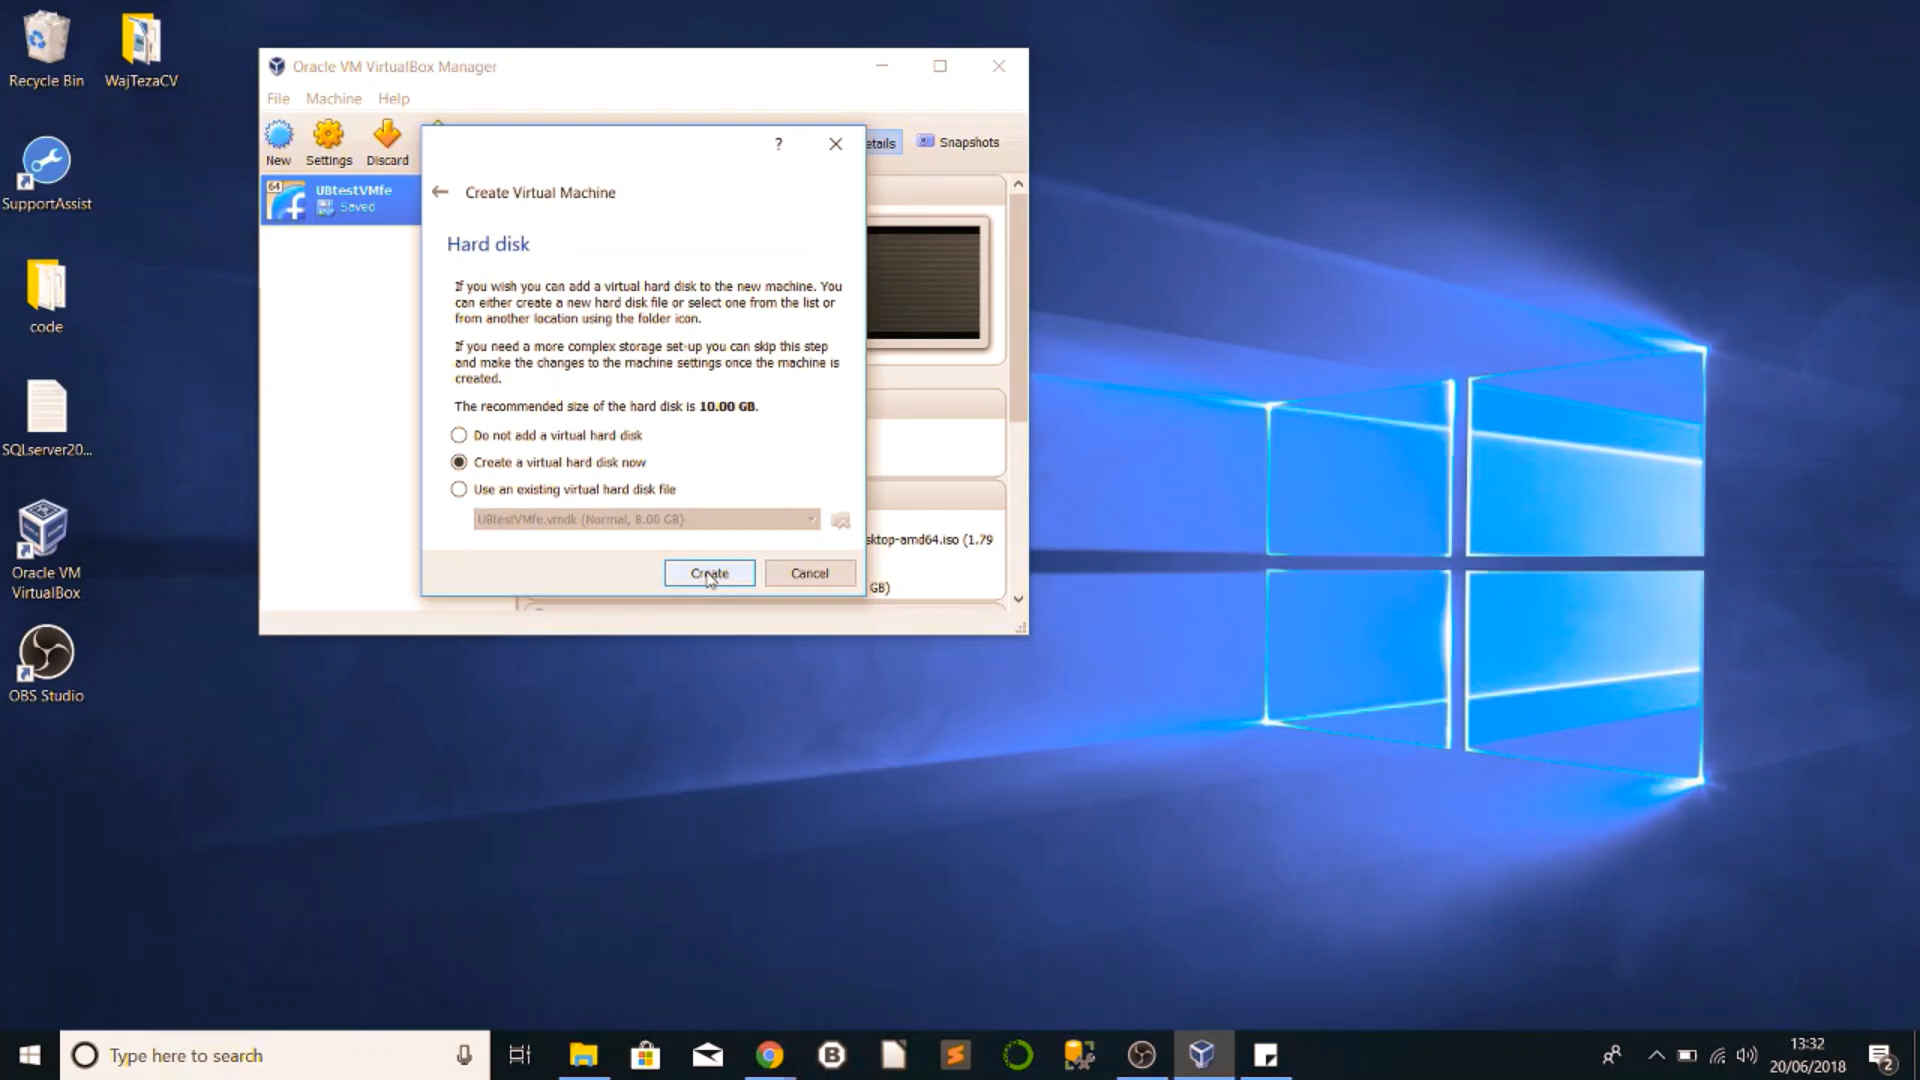 Recycle Bin
WajTezaCV
SupportAssist
code
SQLserver20...
Oracle VM
VirtualBox
OBS Studio
Oracle VM VirtualBox Manager
File Machine Help
New Settings Discard
etails Snapshots
64 UBtestVMfe
Saved
?
Create Virtual Machine
Hard disk
If you wish you can add a virtual hard disk to the new machine. You
can either create a new hard disk file or select one from the list or
from another location using the folder icon.
If you need a more complex storage set-up you can skip this step
and make the changes to the machine settings once the machine is
created.
The recommended size of the hard disk is 10.00 GB.
Do not add a virtual hard disk
Create a virtual hard disk now
Use an existing virtual hard disk file
UBtestVMfe.vmdk (Normal, 8.00 GB)
Create Cancel
sktop-amd64.iso (1.79
GB)
Type here to search
B
13:32
20/06/2018
2